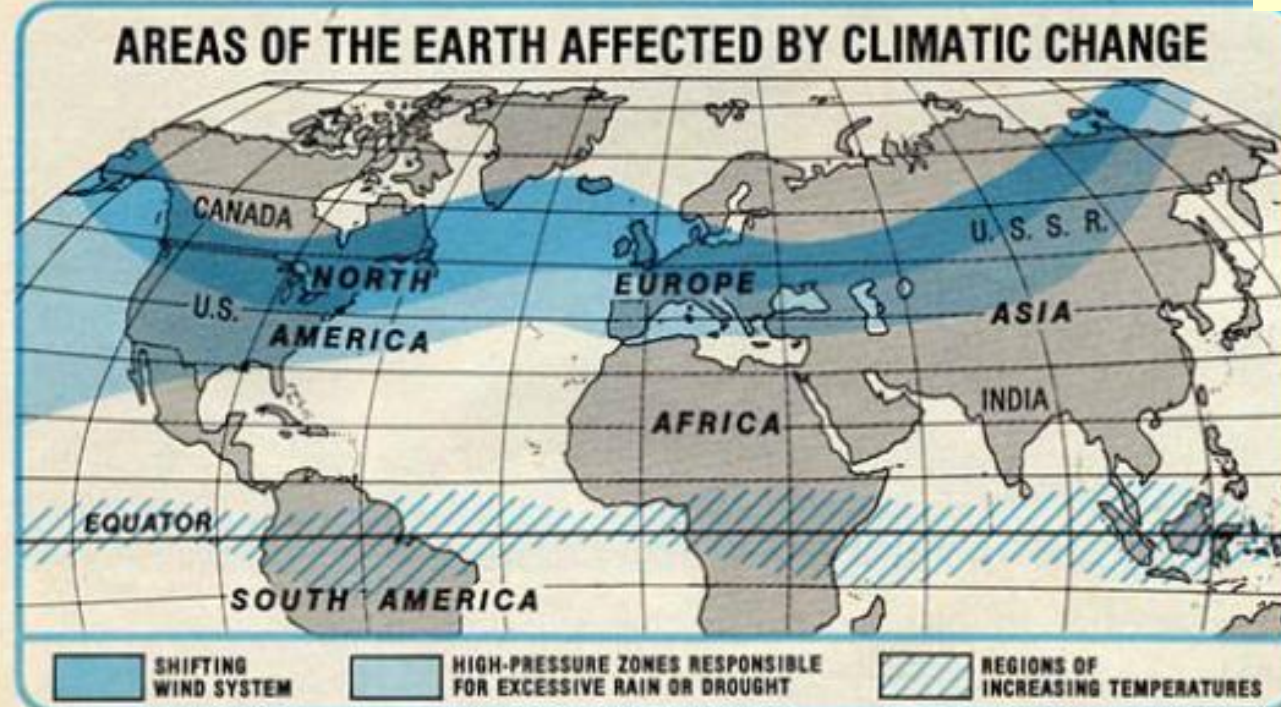 AREAS OF THE EARTH AFFECTED BY CLIMATIC CHANGE
CANADA
U. S. S. R.
NORTH
EUROPE
U.S.
ASIA
AMERICA
INDIA
AFRICA
EQUATOR
SOUTH AMERICA
SHIFTING
WIND SYSTEM
HIGH-PRESSURE ZONES RESPONSIBLE
FOR EXCESSIVE RAIN OR DROUGHT
REGIONS OF
INCREASING TEMPERATURES